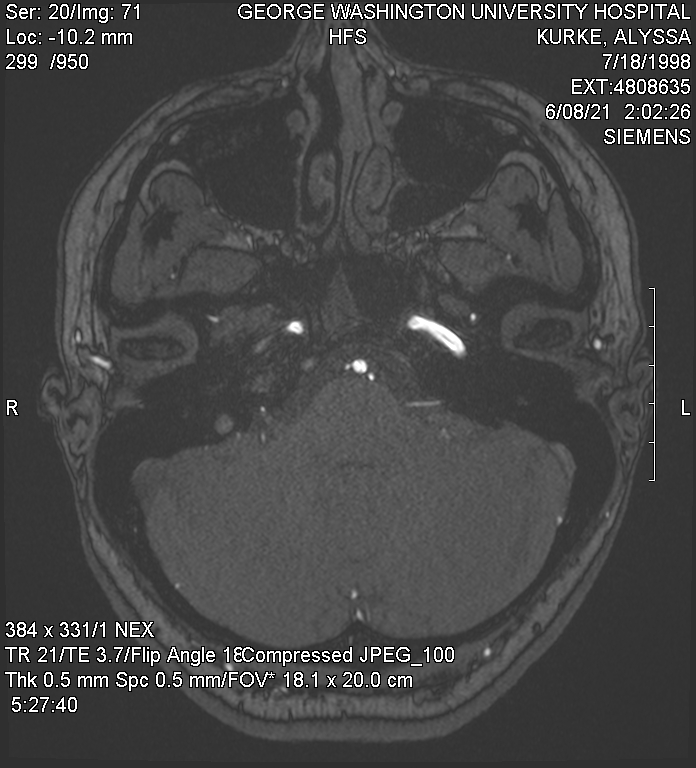 Ser: 20/Img: 71
Loc: -10.2 mm
299 /950
GEORGE WASHINGTON UNIVERSITY HOSPITAL
HFS
KURKE, ALYSSA
7/18/1998
EXT:4808635
6/08/21 2:02:26
SIEMENS
R
L
384 x 331/1 NEX
TR 21/TE 3.7/Flip Angle 18Compressed JPEG_100
Thk 0.5 mm Spc 0.5 mm/FOV* 18.1 x 20.0 cm
5:27:40